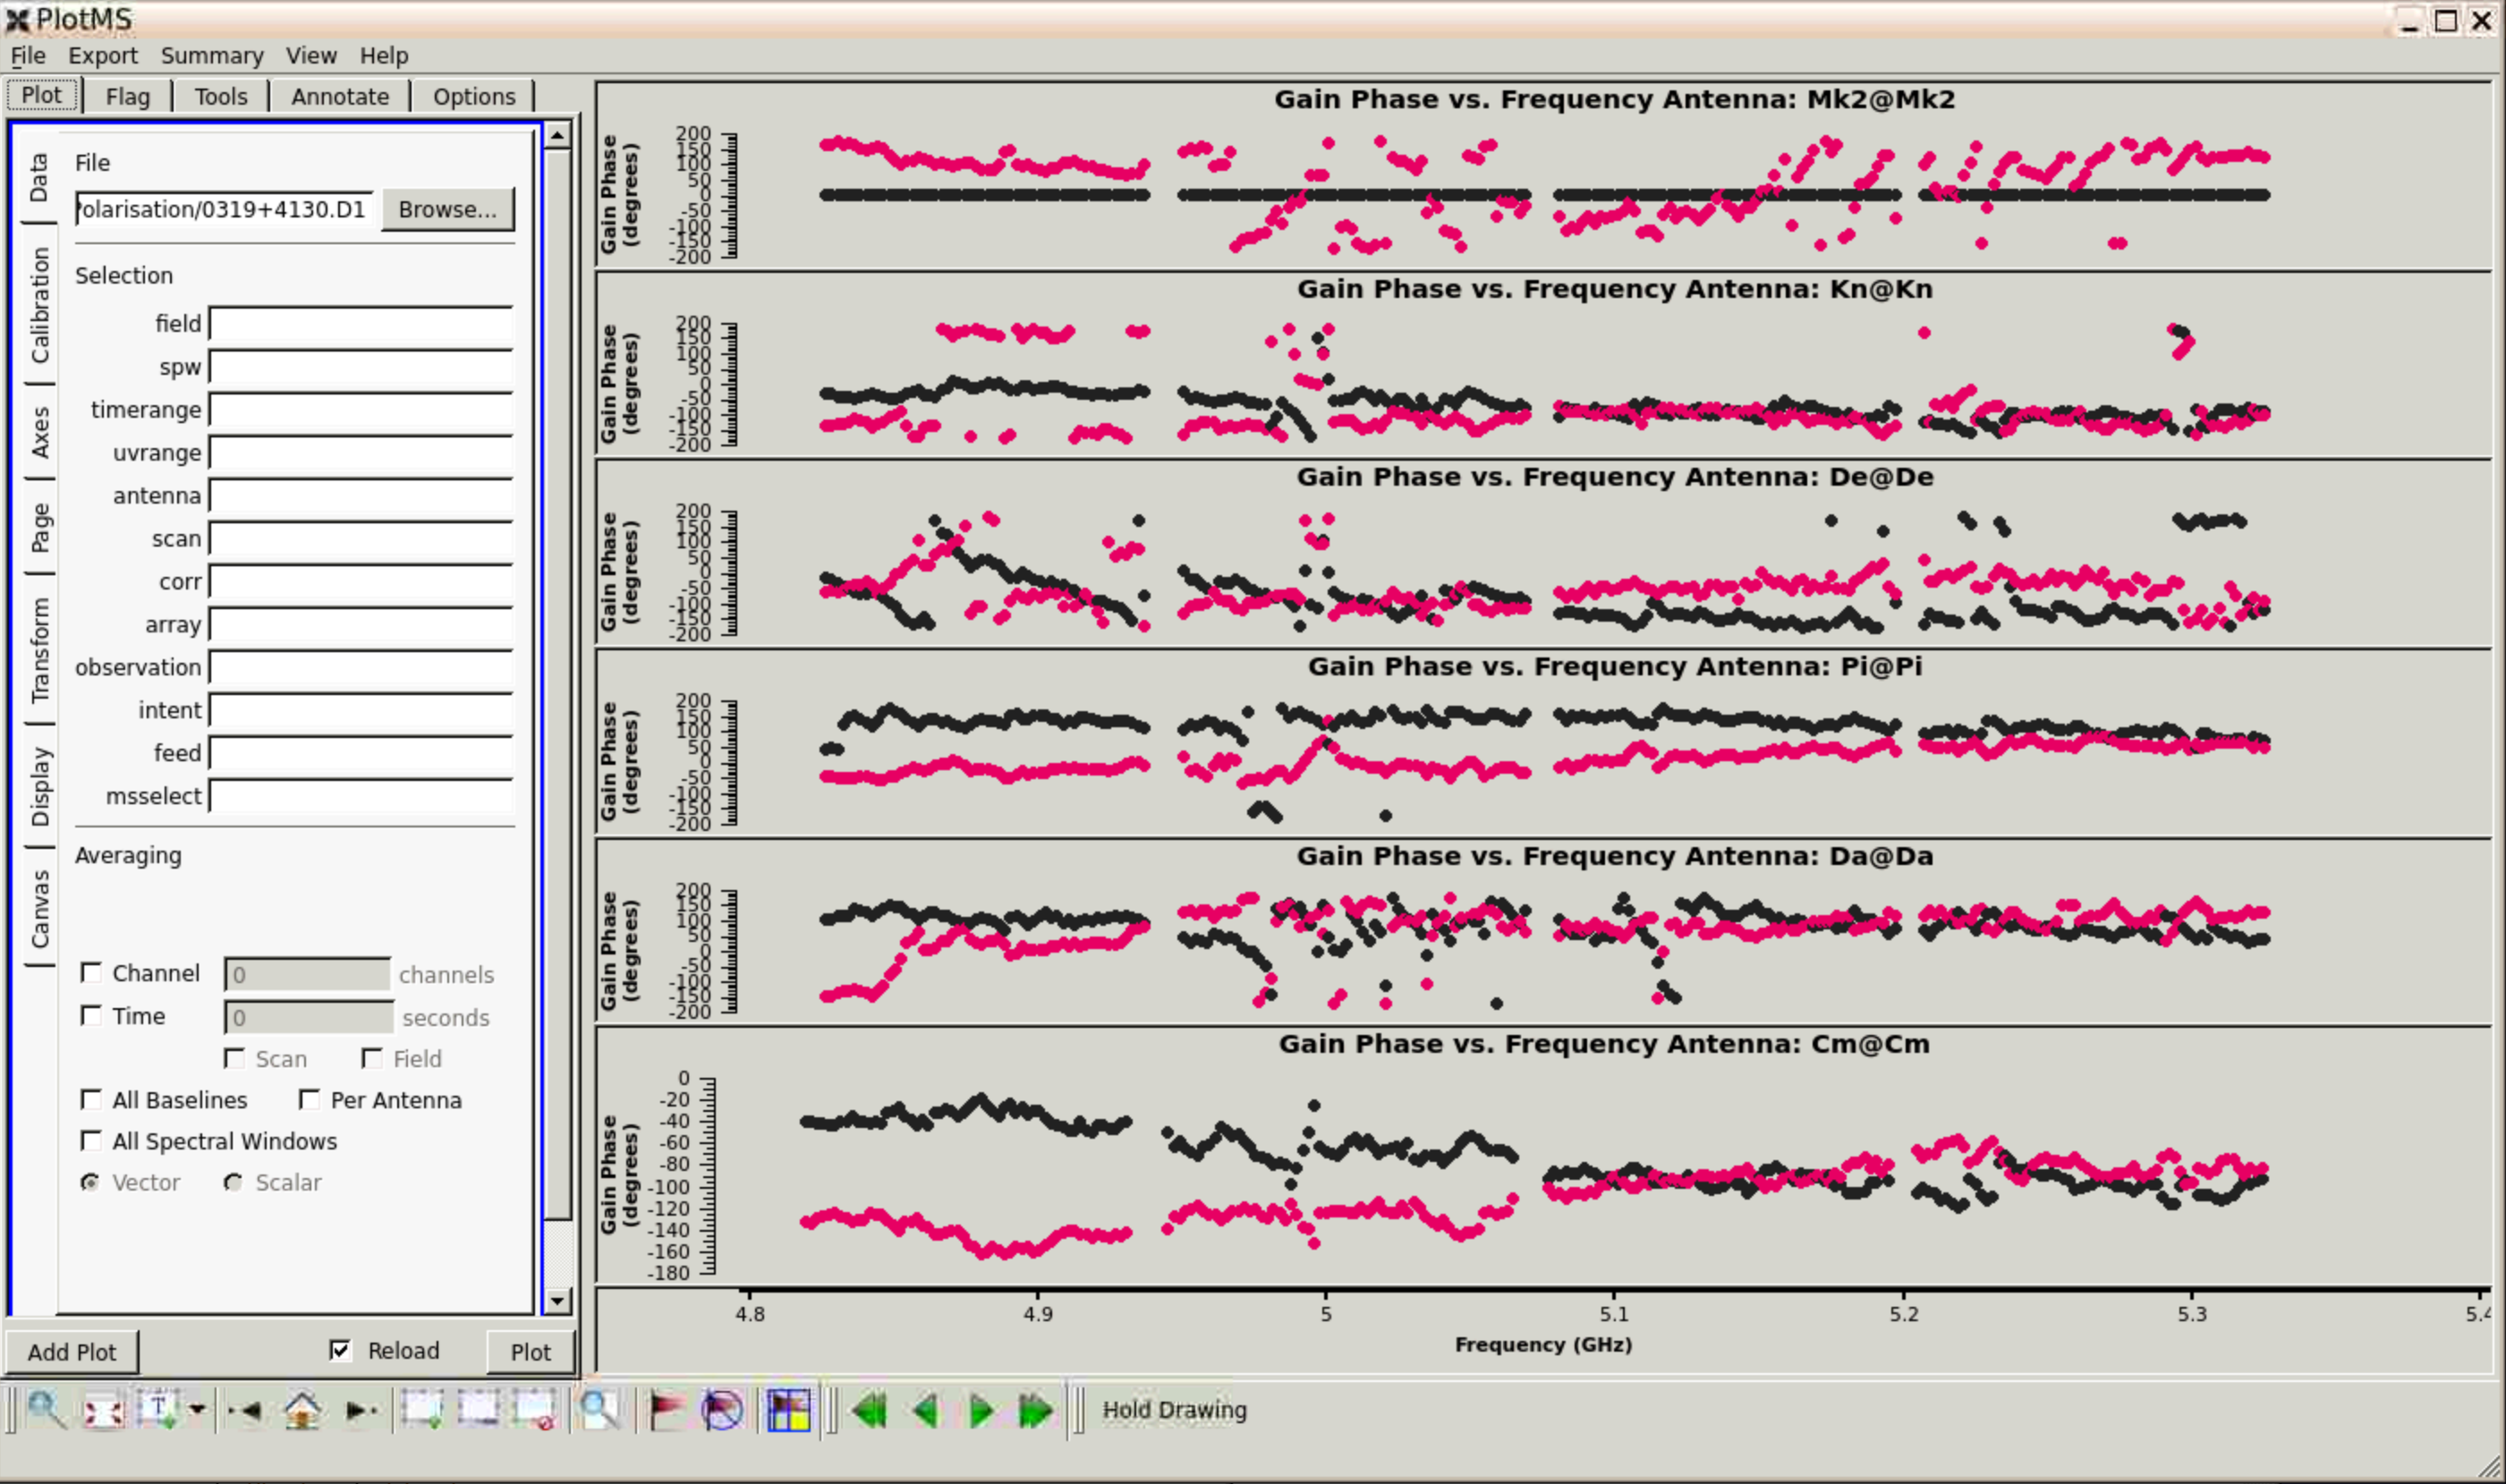 PlotMS
File Export Summary View Help
Plot Flag Tools Annotate Options
Data
Calibration
Axes
Page
Transform
Display
Canvas
File
olarisation/0319+4130.D1 Browse...
Selection
field
spw
timerange
uvrange
antenna
scan
corr
array
observation
intent
feed
msselect
Averaging
Channel 0 channels
Time 0 seconds
Scan Field
All Baselines Per Antenna
All Spectral Windows
Vector Scalar
Add Plot Reload Plot
Gain Phase vs. Frequency Antenna: Mk2@Mk2
Gain Phase
(degrees)
200
150
100
50
0
-50
-100
-150
-200
Gain Phase vs. Frequency Antenna: Kn@Kn
Gain Phase
(degrees)
200
150
100
50
0
-50
-100
-150
-200
Gain Phase vs. Frequency Antenna: De@De
Gain Phase
(degrees)
200
150
100
50
0
-50
-100
-150
-200
Gain Phase vs. Frequency Antenna: Pi@Pi
Gain Phase
(degrees)
200
150
100
50
0
-50
-100
-150
-200
Gain Phase vs. Frequency Antenna: Da@Da
Gain Phase
(degrees)
200
150
100
50
0
-50
-100
-150
-200
Gain Phase vs. Frequency Antenna: Cm@Cm
Gain Phase
(degrees)
0
-20
-40
-60
-80
-100
-120
-140
-160
-180
4.8 4.9 5 5.1 5.2 5.3 5.4
Frequency (GHz)
Hold Drawing